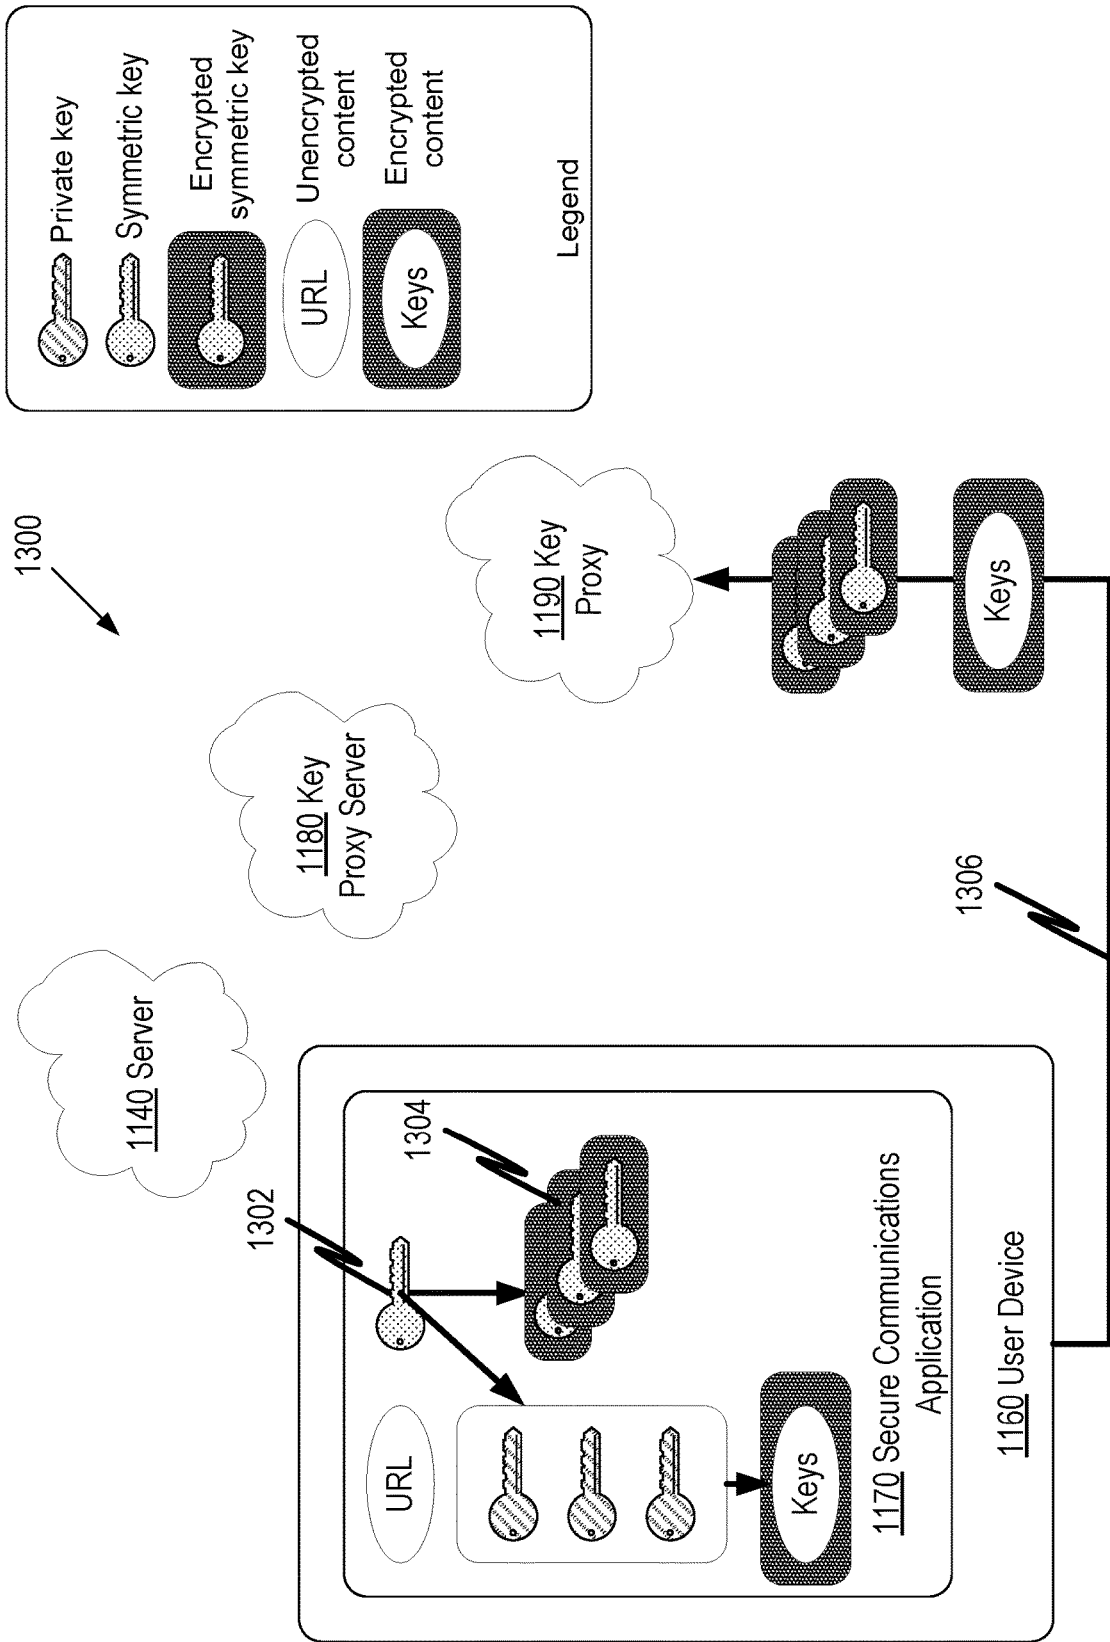 1300
1140 Server
1180 Key
Proxy Server
1190 Key
Proxy
1302
1304
URL
Keys
1170 Secure Communications
Application
1160 User Device
1306
Keys
Private key
Symmetric key
Encrypted
symmetric key
URL
Unencrypted
content
Keys
Encrypted
content
Legend